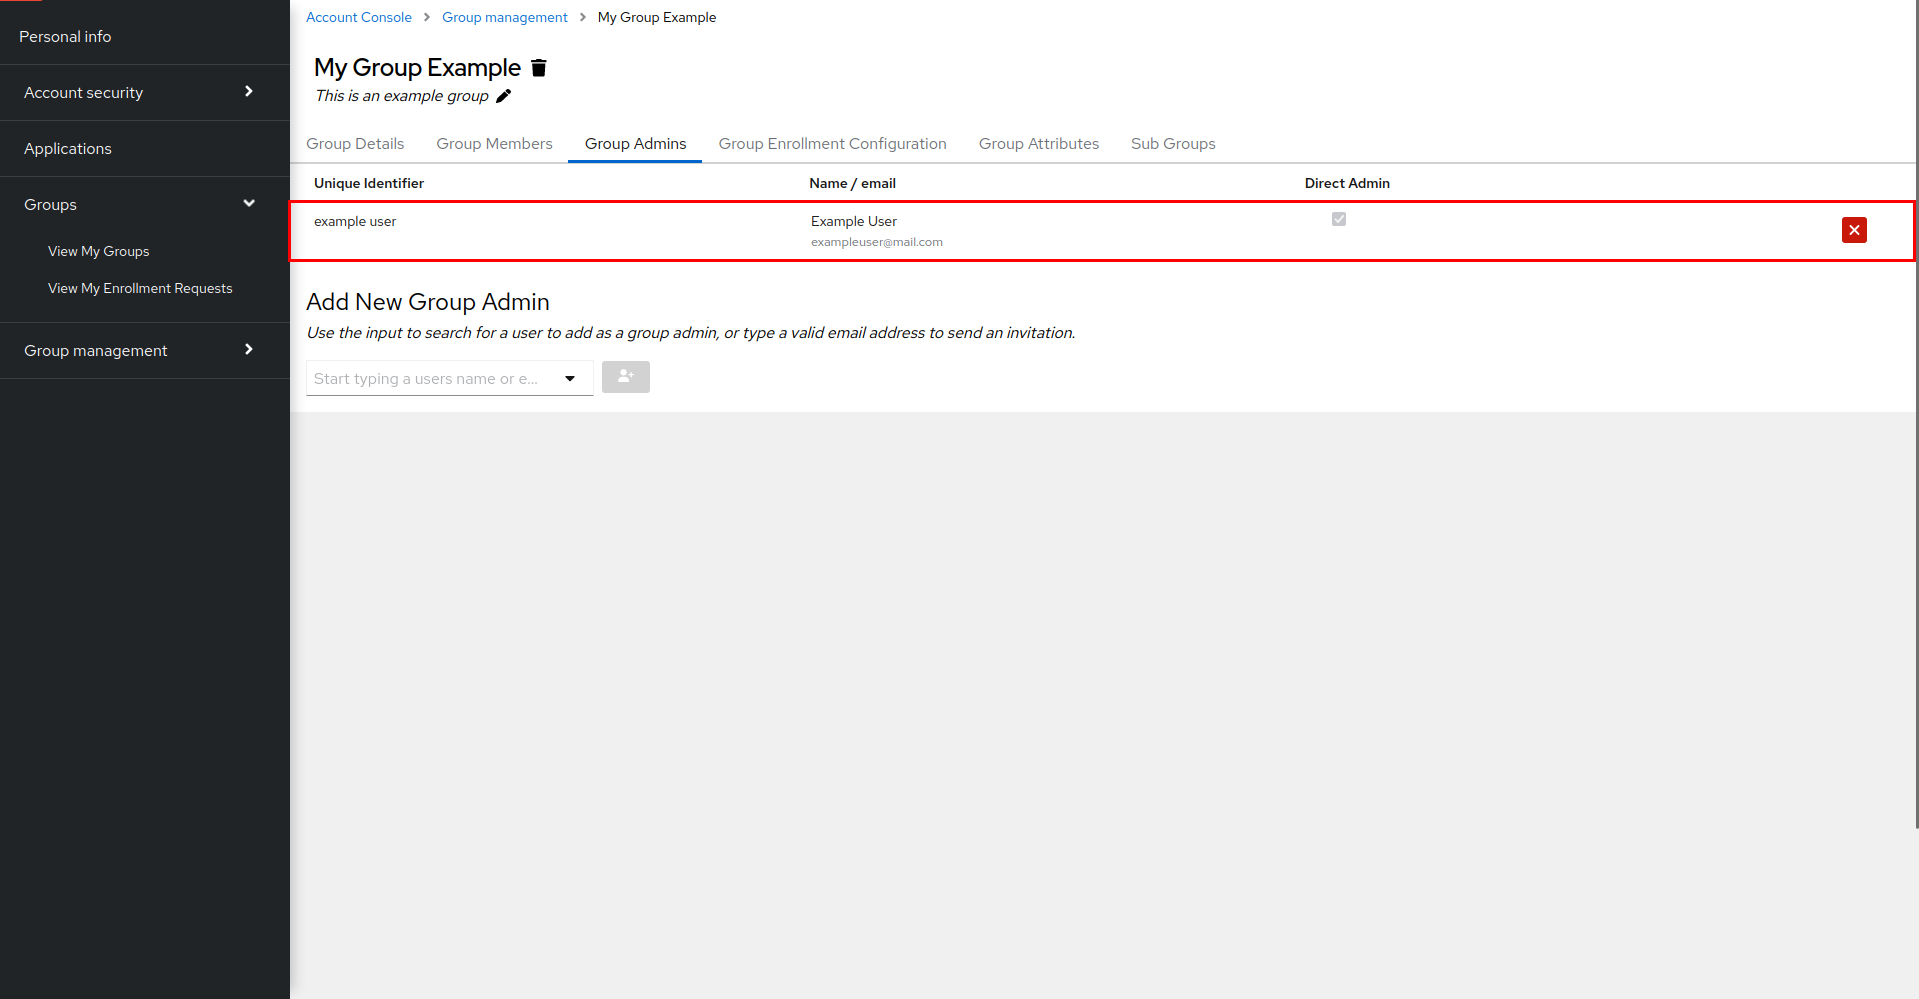 Personal info
Account security
Applications
Groups
View My Groups
View My Enrollment Requests
Group management
Account Console > Group management > My Group Example
My Group Example
This is an example group
Group Details Group Members Group Admins Group Enrollment Configuration Group Attributes Sub Groups
Unique Identifier Name / email Direct Admin
example user Example User
exampleuser@mail.com
Add New Group Admin
Use the input to search for a user to add as a group admin, or type a valid email address to send an invitation.
Start typing a users name or e...